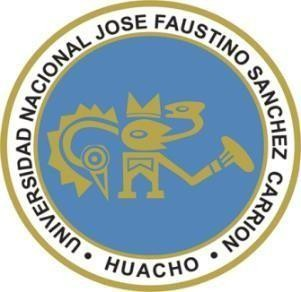 UNIVERSIDAD NACIONAL JOSE FAUSTINO SANCHEZ CARRION
• HUACHO •